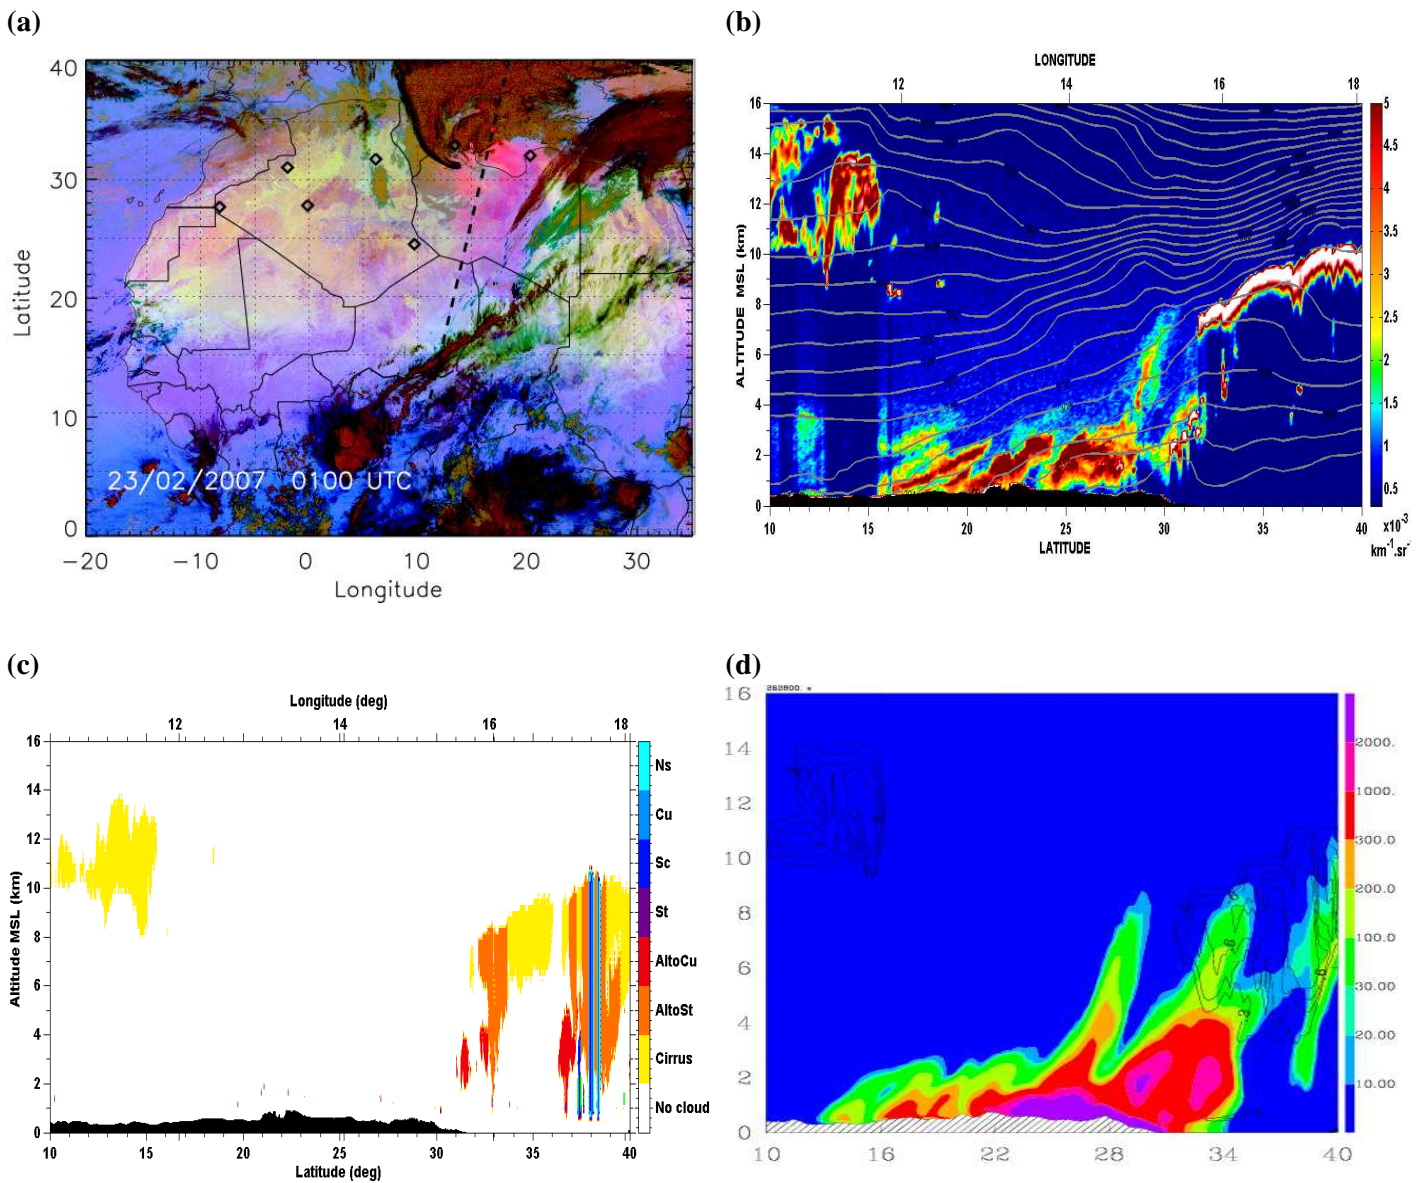 (a)
(b)
40
30
20
10
0
Latitude
23/02/2007 0100 UTC
−20 −10 0 10 20 30
Longitude
LONGITUDE
12 14 16 18
16
14
12
10
8
6
4
2
0
ALTITUDE MSL (km)
10 15 20 25 30 35 40
LATITUDE
5
4.5
4
3.5
3
2.5
2
1.5
1
0.5
x10-3
km-1.sr-
(c)
(d)
Longitude (deg)
12 14 16 18
16
14
12
10
8
6
4
2
0
Altitude MSL (km)
10 15 20 25 30 35 40
Latitude (deg)
Ns
Cu
Sc
St
AltoCu
AltoSt
Cirrus
No cloud
16
14
12
10
8
6
4
2
0
10 16 22 28 34 40
2000.
1000.
300.0
200.0
100.0
30.00
20.00
10.00